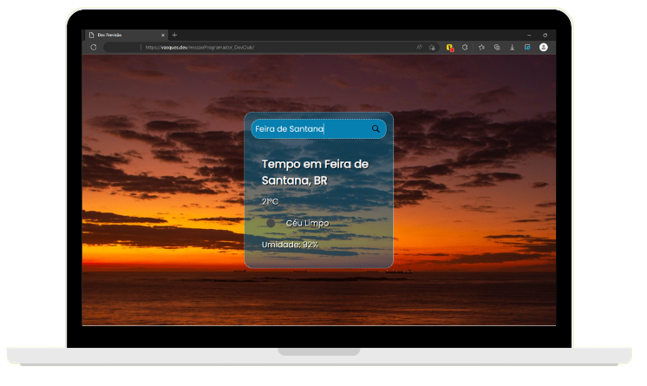 Dev Previsão
https://vasques.dev/missaoProgramador_DevClub/
Feira de Santana
Tempo em Feira de
Santana, BR
21°C
Céu Limpo
Umidade: 92%